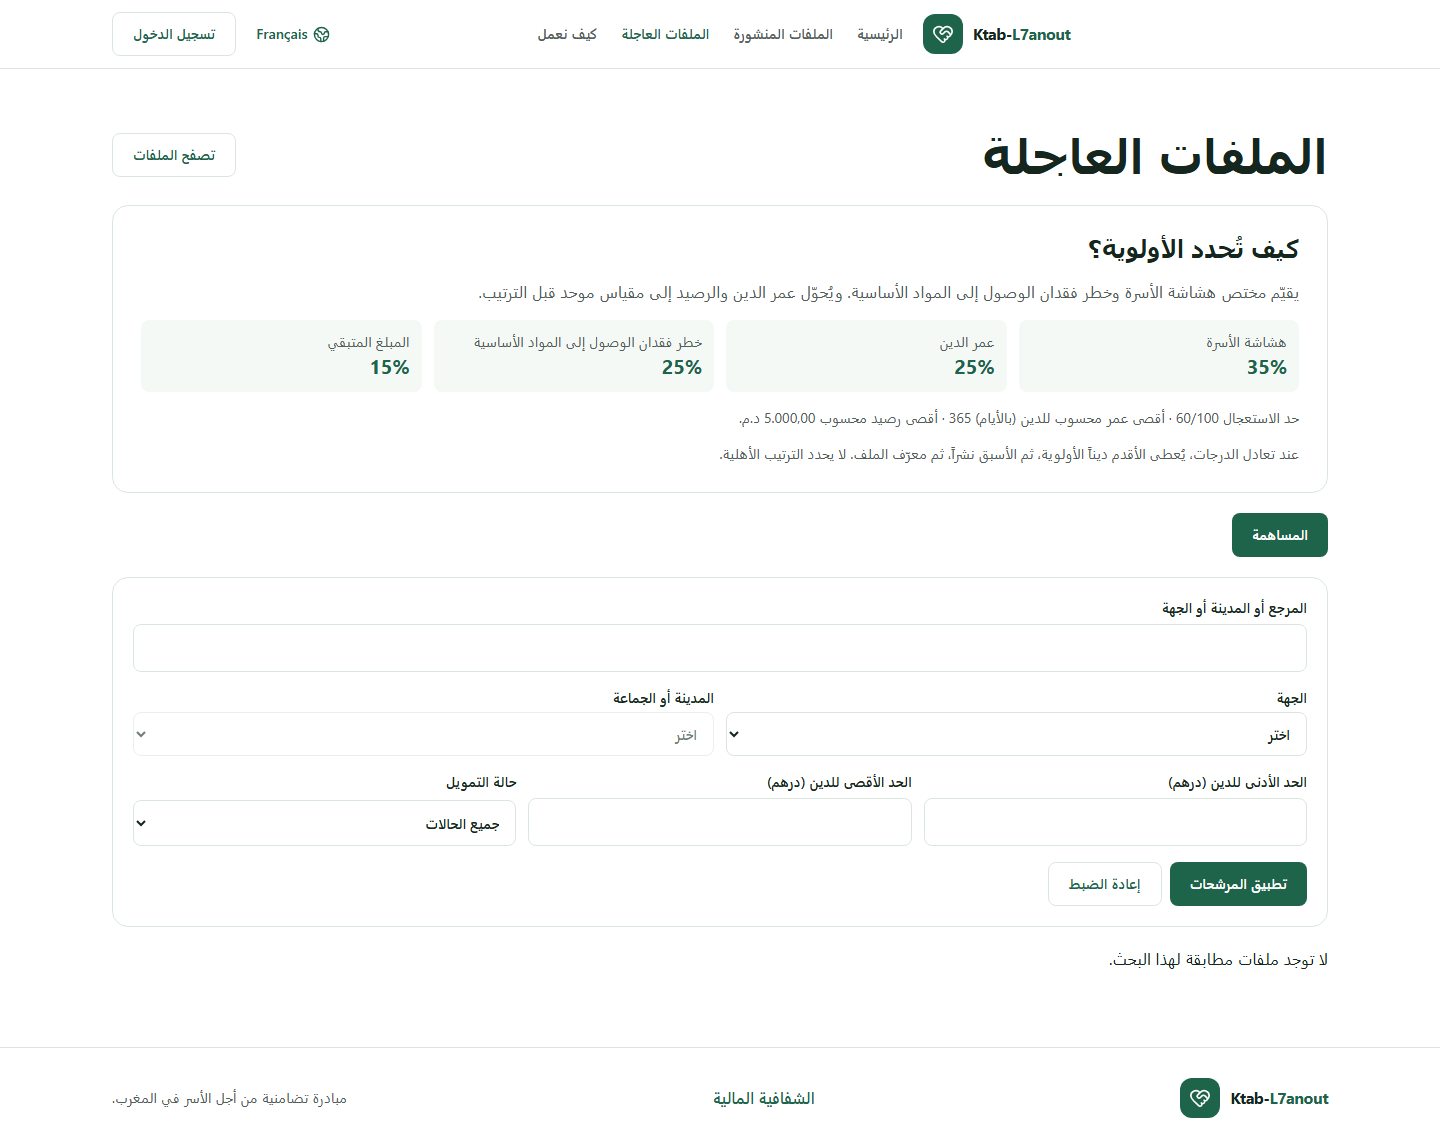 Ktab-L7anout
الرئيسية
الملفات المنشورة
الملفات العاجلة
كيف نعمل
Français
تسجيل الدخول
الملفات العاجلة
تصفح الملفات
كيف تُحدد الأولوية؟
يقيّم مختص هشاشة الأسرة وخطر فقدان الوصول إلى المواد الأساسية. ويُحوّل عمر الدين والرصيد إلى مقياس موحد قبل الترتيب.
هشاشة الأسرة
35%
عمر الدين
25%
خطر فقدان الوصول إلى المواد الأساسية
25%
المبلغ المتبقي
15%
حد الاستعجال 60/100 · أقصى عمر محسوب للدين (بالأيام) 365 · أقصى رصيد محسوب 5.000,00 د.م.
عند تعادل الدرجات، يُعطى الأقدم ديناً الأولوية، ثم الأسبق نشراً، ثم معرّف الملف. لا يحدد الترتيب الأهلية.
المساهمة
المرجع أو المدينة أو الجهة
الجهة
المدينة أو الجماعة
اختر
اختر
الحد الأدنى للدين (درهم)
الحد الأقصى للدين (درهم)
حالة التمويل
جميع الحالات
تطبيق المرشحات
إعادة الضبط
لا توجد ملفات مطابقة لهذا البحث.
Ktab-L7anout
الشفافية المالية
مبادرة تضامنية من أجل الأسر في المغرب.